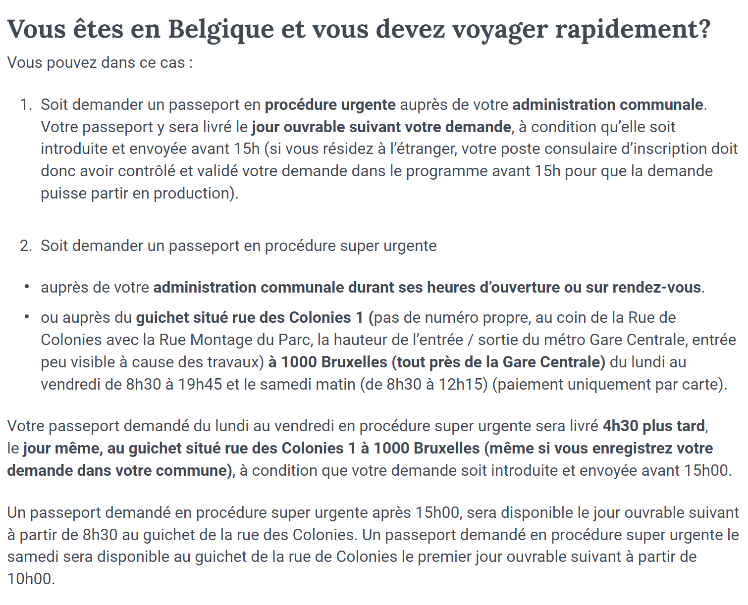 Vous êtes en Belgique et vous devez voyager rapidement?
Vous pouvez dans ce cas :
1. Soit demander un passeport en procédure urgente auprès de votre administration communale.
Votre passeport y sera livré le jour ouvrable suivant votre demande, à condition qu’elle soit
introduite et envoyée avant 15h (si vous résidez à l’étranger, votre poste consulaire d’inscription doit
donc avoir contrôlé et validé votre demande dans le programme avant 15h pour que la demande
puisse partir en production).
2. Soit demander un passeport en procédure super urgente
• auprès de votre administration communale durant ses heures d’ouverture ou sur rendez-vous.
• ou auprès du guichet situé rue des Colonies 1 (pas de numéro propre, au coin de la Rue de
Colonies avec la Rue Montage du Parc, la hauteur de l’entrée / sortie du métro Gare Centrale, entrée
peu visible à cause des travaux) à 1000 Bruxelles (tout près de la Gare Centrale) du lundi au
vendredi de 8h30 à 19h45 et le samedi matin (de 8h30 à 12h15) (paiement uniquement par carte).
Votre passeport demandé du lundi au vendredi en procédure super urgente sera livré 4h30 plus tard,
le jour même, au guichet situé rue des Colonies 1 à 1000 Bruxelles (même si vous enregistrez votre
demande dans votre commune), à condition que votre demande soit introduite et envoyée avant 15h00.
Un passeport demandé en procédure super urgente après 15h00, sera disponible le jour ouvrable suivant
à partir de 8h30 au guichet de la rue des Colonies. Un passeport demandé en procédure super urgente le
samedi sera disponible au guichet de la rue de Colonies le premier jour ouvrable suivant à partir de
10h00.